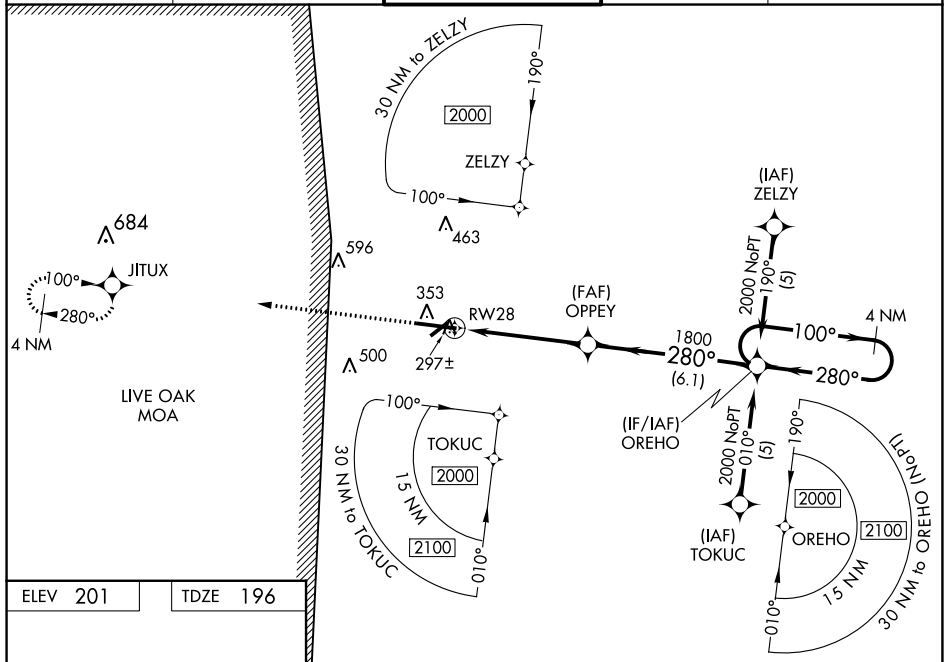 30 NM to ZELZY
190°
2000
ZELZY
100°
(IAF)
ZELZY
684
JITUX
100°
280°
4 NM
596
463
2000 NoPT
190°
(5)
353
RW28
(FAF)
OPPEY
100°
4 NM
1800
280°
(6.1)
280°
297±
500
LIVE OAK
MOA
(IF/IAF)
OREHO
2000 NoPT
010°
(5)
100°
TOKUC
2000
15 NM
30 NM to TOKUC
2100
010°
(IAF)
TOKUC
190°
2000
OREHO
2100
15 NM
30 NM to OREHO (NoPT)
010°
ELEV 201
TDZE 196